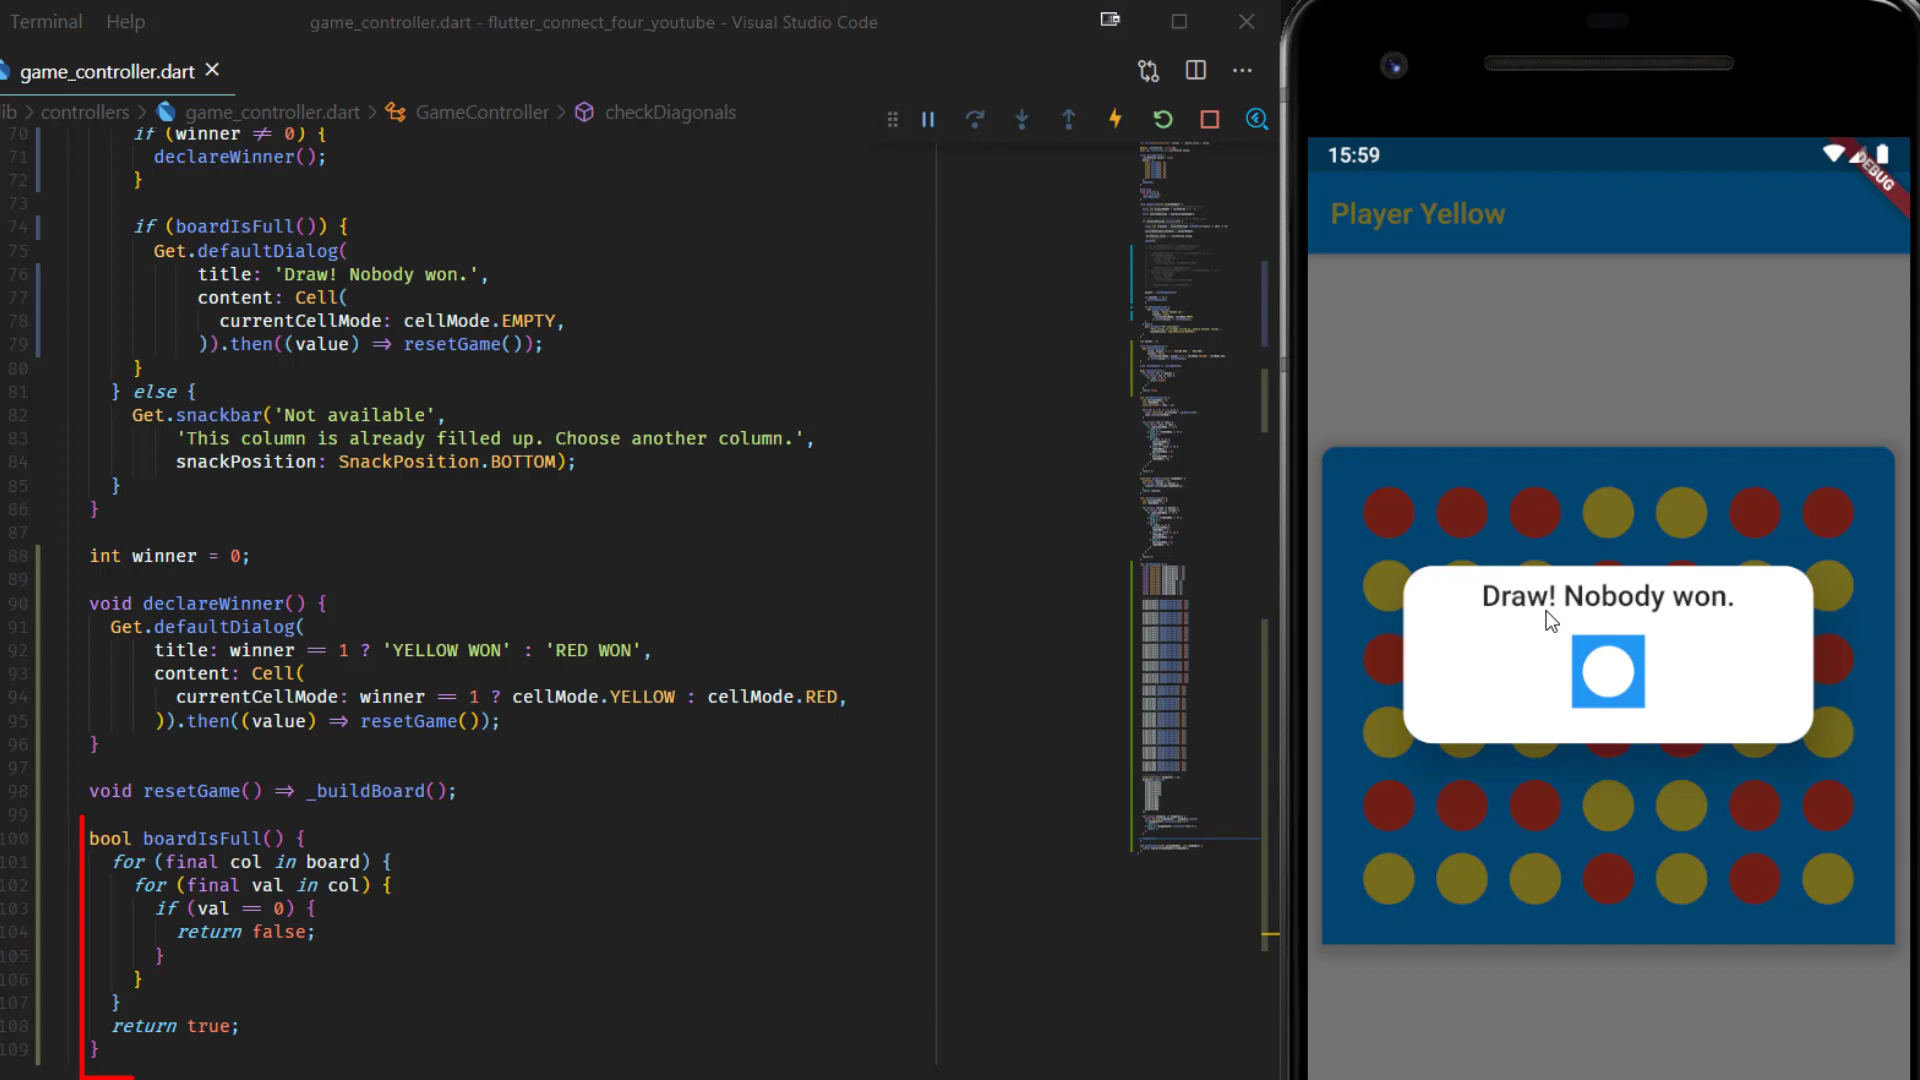 Terminal Help
game_controller.dart - flutter_connect_four_youtube - Visual Studio Code
game_controller.dart
lib > controllers > game_controller.dart > GameController > checkDiagonals
70 if (winner ≠ 0) {
71 declareWinner();
72 }
73
74 if (boardIsFull()) {
75 Get.defaultDialog(
76 title: 'Draw! Nobody won.',
77 content: Cell(
78 currentCellMode: cellMode.EMPTY,
79 )).then((value) ⇒ resetGame());
80 }
81 } else {
82 Get.snackbar('Not available',
83 'This column is already filled up. Choose another column.',
84 snackPosition: SnackPosition.BOTTOM);
85 }
86 }
87
88 int winner = 0;
89
90 void declareWinner() {
91 Get.defaultDialog(
92 title: winner == 1 ? 'YELLOW WON' : 'RED WON',
93 content: Cell(
94 currentCellMode: winner == 1 ? cellMode.YELLOW : cellMode.RED,
95 )).then((value) ⇒ resetGame());
96 }
97
98 void resetGame() ⇒ _buildBoard();
99
100 bool boardIsFull() {
101 for (final col in board) {
102 for (final val in col) {
103 if (val == 0) {
104 return false;
105 }
106 }
107 }
108 return true;
109 }
15:59
DEBUG
Player Yellow
Draw! Nobody won.